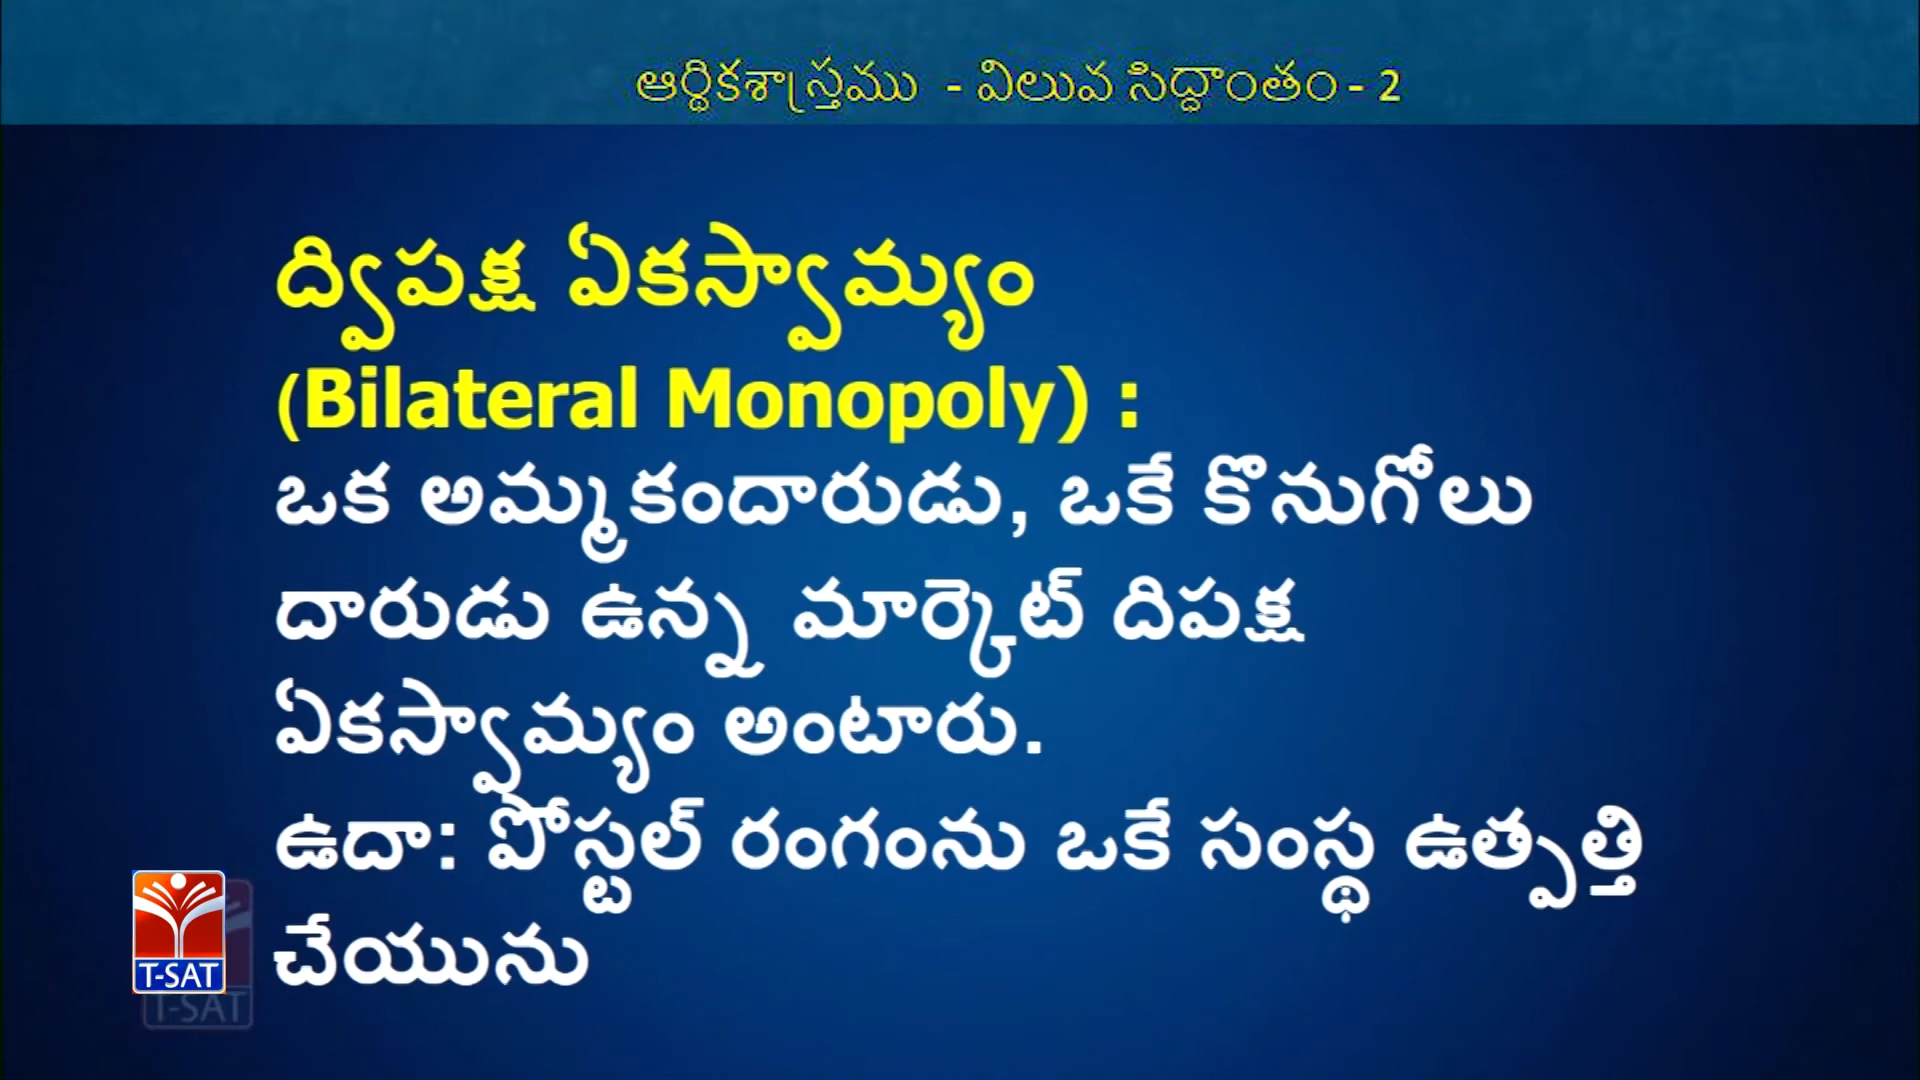 ఆర్థికశాస్త్రము - విలువ సిద్ధాంతం - 2
ద్విపక్ష ఏకస్వామ్యం
(Bilateral Monopoly) :
ఒక అమ్మకందారుడు, ఒకే కొనుగోలు
దారుడు ఉన్న మార్కెట్ దిపక్ష
ఏకస్వామ్యం అంటారు.
ఉదా: పోస్టల్ రంగంను ఒకే సంస్థ ఉత్పత్తి
చేయును
T-SAT
T-SAT